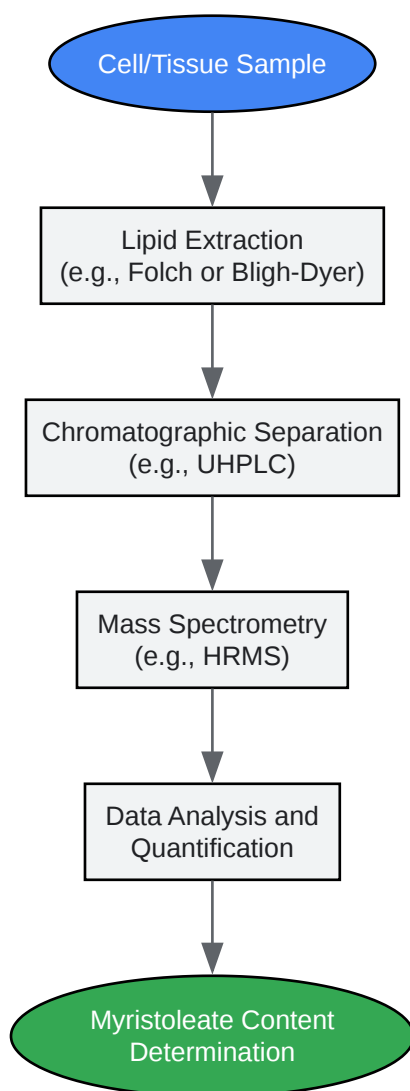 Cell/Tissue Sample
Lipid Extraction
(e.g., Folch or Bligh-Dyer)
Chromatographic Separation
(e.g., UHPLC)
Mass Spectrometry
(e.g., HRMS)
Data Analysis and
Quantification
Myristoleate Content
Determination